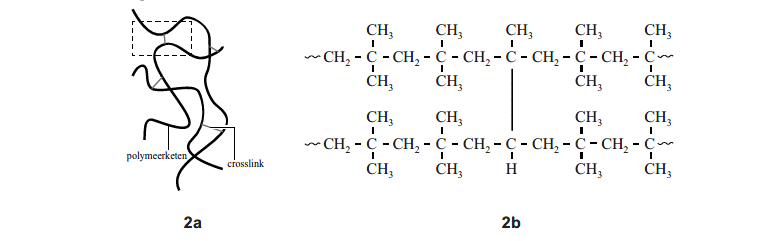 CH₃ CH₃ CH₃ CH₃ CH₃
~CH₂ - C - CH₂ - C - CH₂ - C - CH₂ - C - CH₂ - C~
CH₃ CH₃ CH₃ CH₃
CH₃ CH₃ CH₃ CH₃
~CH₂ - C - CH₂ - C - CH₂ - C - CH₂ - C - CH₂ - C~
CH₃ CH₃ H CH₃ CH₃
polymeerketen
crosslink
2a 2b